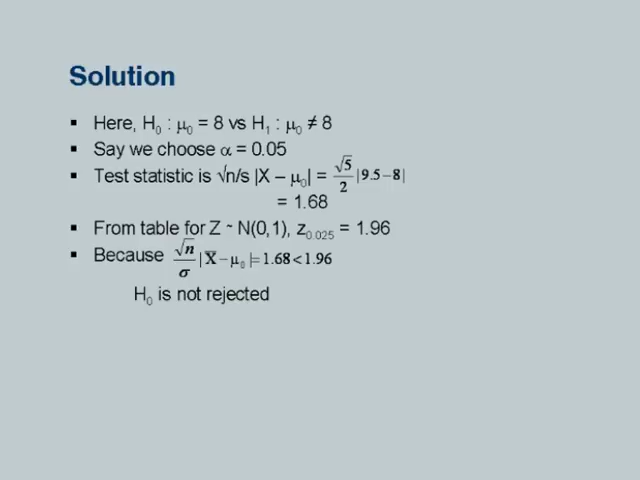 Solution
▪ Here, H₀ : μ₀ = 8 vs H₁ : μ₀ ≠ 8
▪ Say we choose α = 0.05
▪ Test statistic is √n/s |X – μ₀| = √5/2 |9.5−8|
= 1.68
▪ From table for Z ~ N(0,1), z₀.₀₂₅ = 1.96
▪ Because √n/σ |X̅−μ₀|=1.68<1.96
H₀ is not rejected